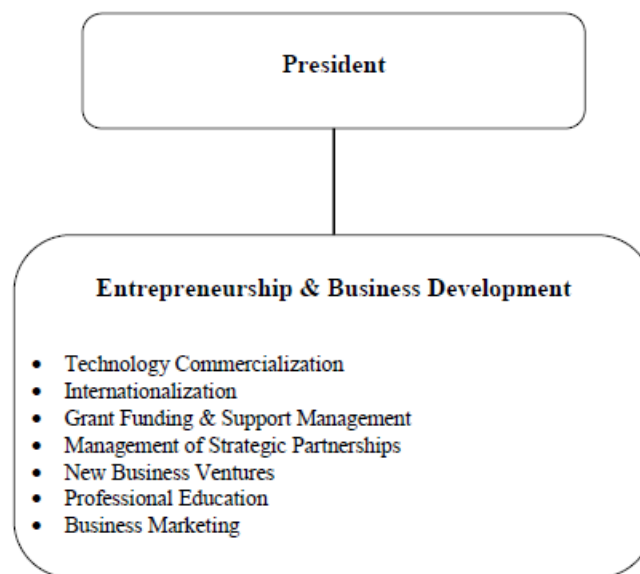 President
Entrepreneurship & Business Development
• Technology Commercialization
• Internationalization
• Grant Funding & Support Management
• Management of Strategic Partnerships
• New Business Ventures
• Professional Education
• Business Marketing